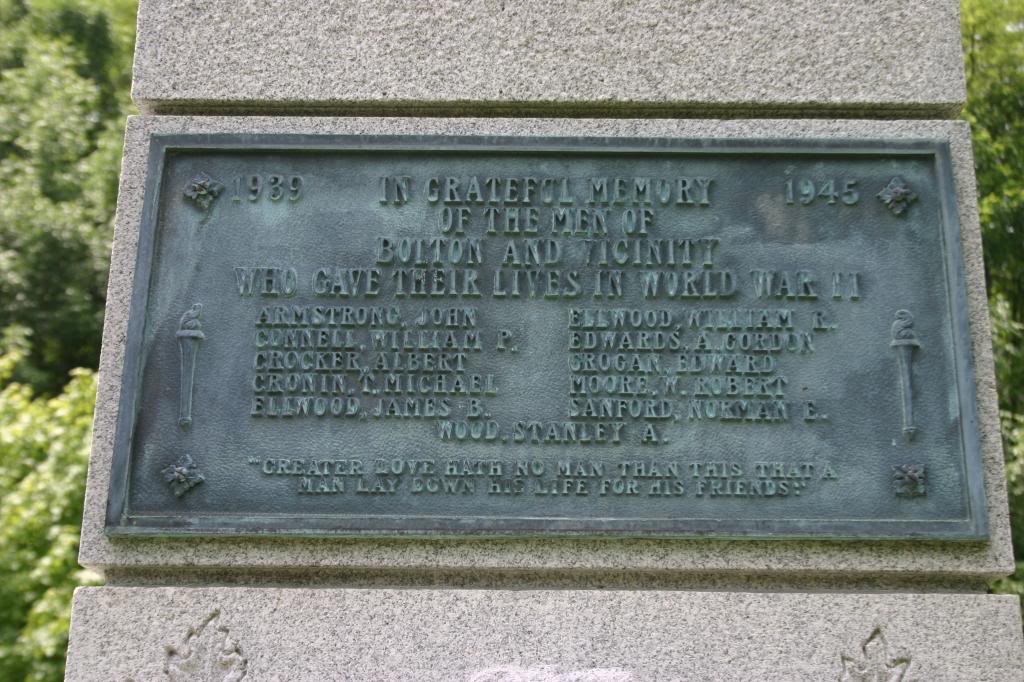 1939 IN GRATEFUL MEMORY 1945
OF THE MEN OF
BOLTON AND VICINITY
WHO GAVE THEIR LIVES IN WORLD WAR II
ARMSTRONG, JOHN
CONNELL, WILLIAM P.
CROCKER, ALBERT
CRONIN, T. MICHAEL
ELLWOOD, JAMES B.
ELLWOOD, WILLIAM R.
EDWARDS, A. GORDON
GROGAN, EDWARD
MOORE, W. ROBERT
SANFORD, NORMAN E.
WOOD, STANLEY A.
"GREATER LOVE HATH NO MAN THAN THIS THAT A
MAN LAY DOWN HIS LIFE FOR HIS FRIENDS."